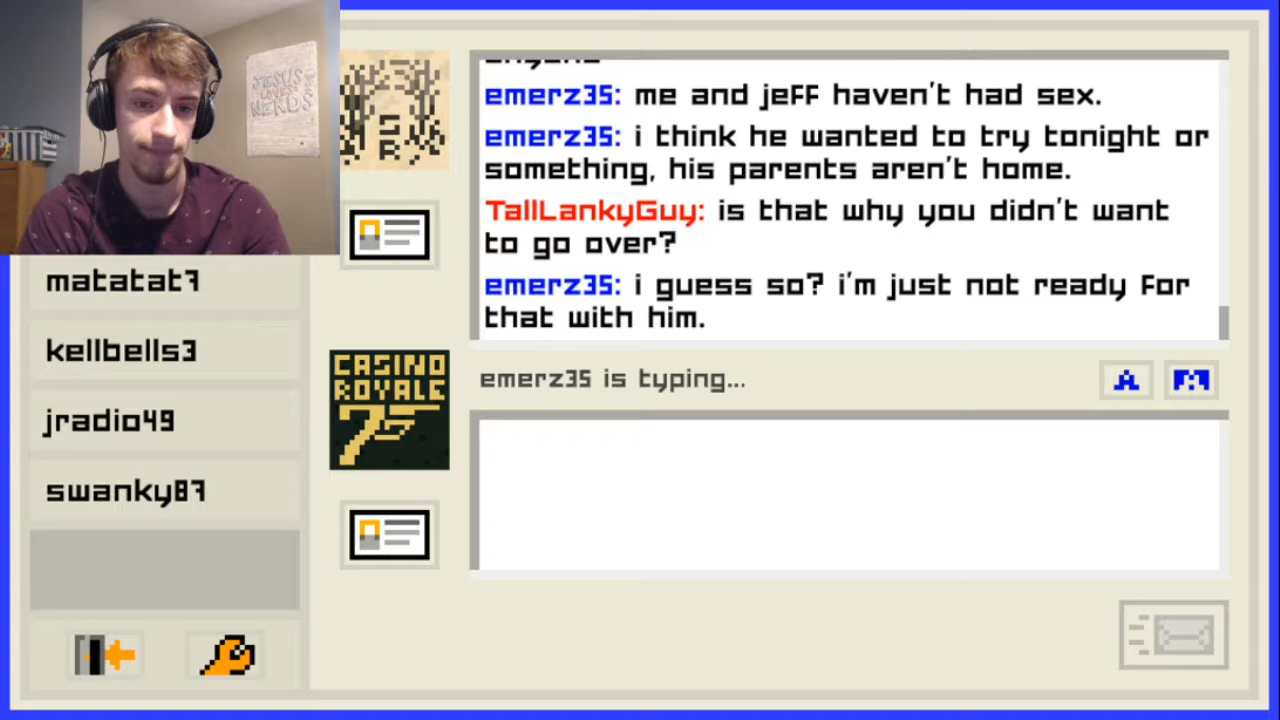 JESUS
LOVES
NERDS
emerz35: me and jeff haven't had sex.
emerz35: i think he wanted to try tonight or
something, his parents aren't home.
TallLankyGuy: is that why you didn't want
to go over?
emerz35: i guess so? i'm just not ready for
that with him.
matatat7
kellbells3
jradio49
swanky87
CASINO
ROYALE
7
emerz35 is typing...
A